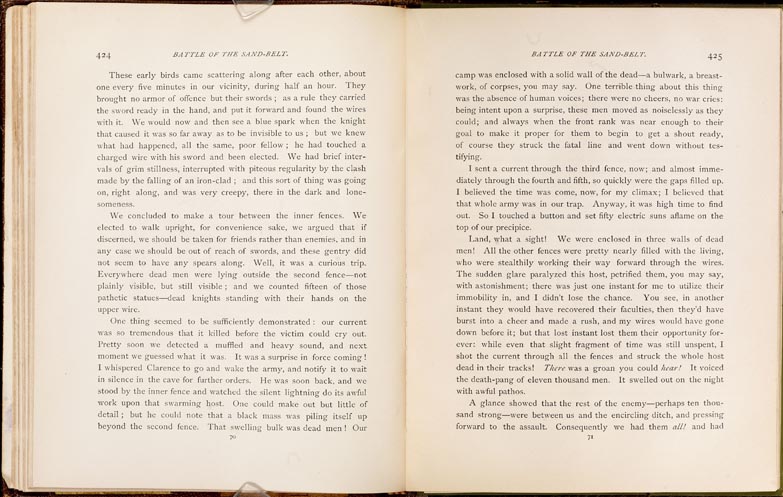 424
BATTLE OF THE SAND-BELT.
These early birds came scattering along after each other, about
one every five minutes in our vicinity, during half an hour. They
brought no armor of offence but their swords; as a rule they carried
the sword ready in the hand, and put it forward and found the wires
with it. We would now and then see a blue spark when the knight
that caused it was so far away as to be invisible to us; but we knew
what had happened, all the same, poor fellow; he had touched a
charged wire with his sword and been elected. We had brief inter-
vals of grim stillness, interrupted with piteous regularity by the clash
made by the falling of an iron-clad; and this sort of thing was going
on, right along, and was very creepy, there in the dark and lone-
someness.
We concluded to make a tour between the inner fences. We
elected to walk upright, for convenience sake, we argued that if
discerned, we should be taken for friends rather than enemies, and in
any case we should be out of reach of swords, and these gentry did
not seem to have any spears along. Well, it was a curious trip.
Everywhere dead men were lying outside the second fence—not
plainly visible, but still visible; and we counted fifteen of those
pathetic statues—dead knights standing with their hands on the
upper wire.
One thing seemed to be sufficiently demonstrated: our current
was so tremendous that it killed before the victim could cry out.
Pretty soon we detected a muffled and heavy sound, and next
moment we guessed what it was. It was a surprise in force coming!
I whispered Clarence to go and wake the army, and notify it to wait
in silence in the cave for further orders. He was soon back, and we
stood by the inner fence and watched the silent lightning do its awful
work upon that swarming host. One could make out but little of
detail; but he could note that a black mass was piling itself up
beyond the second fence. That swelling bulk was dead men! Our
70
BATTLE OF THE SAND-BELT.
425
camp was enclosed with a solid wall of the dead—a bulwark, a breast-
work, of corpses, you may say. One terrible thing about this thing
was the absence of human voices; there were no cheers, no war cries:
being intent upon a surprise, these men moved as noiselessly as they
could; and always when the front rank was near enough to their
goal to make it proper for them to begin to get a shout ready,
of course they struck the fatal line and went down without tes-
tifying.
I sent a current through the third fence, now; and almost imme-
diately through the fourth and fifth, so quickly were the gaps filled up.
I believed the time was come, now, for my climax; I believed that
that whole army was in our trap. Anyway, it was high time to find
out. So I touched a button and set fifty electric suns aflame on the
top of our precipice.
Land, what a sight! We were enclosed in three walls of dead
men! All the other fences were pretty nearly filled with the living,
who were stealthily working their way forward through the wires.
The sudden glare paralyzed this host, petrified them, you may say,
with astonishment; there was just one instant for me to utilize their
immobility in, and I didn't lose the chance. You see, in another
instant they would have recovered their faculties, then they'd have
burst into a cheer and made a rush, and my wires would have gone
down before it; but that lost instant lost them their opportunity for-
ever: while even that slight fragment of time was still unspent, I
shot the current through all the fences and struck the whole host
dead in their tracks! There was a groan you could hear! It voiced
the death-pang of eleven thousand men. It swelled out on the night
with awful pathos.
A glance showed that the rest of the enemy—perhaps ten thou-
sand strong—were between us and the encircling ditch, and pressing
forward to the assault. Consequently we had them all! and had
71